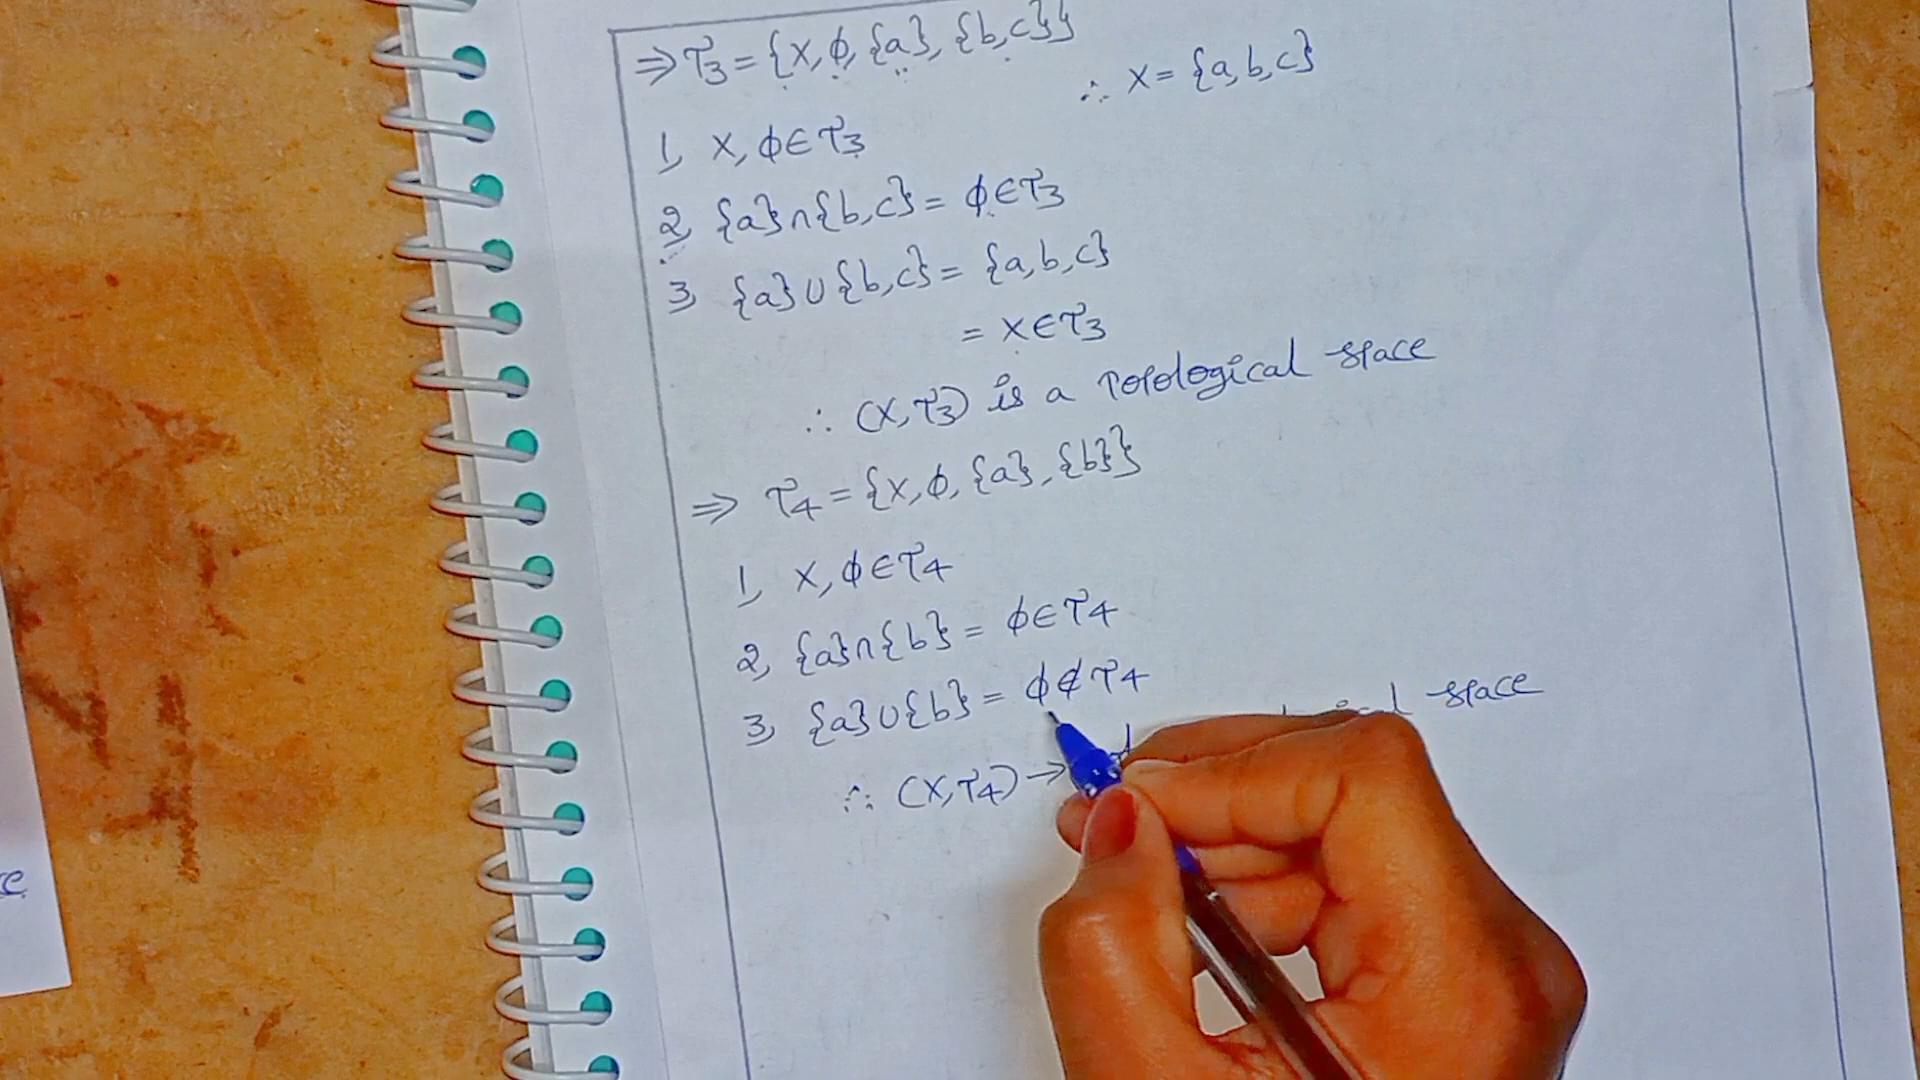 ⇒ τ3 = {X, ϕ, {a}, {b,c}}
∴ X = {a, b, c}
1, X, ϕ ∈ τ3
2, {a} ∩ {b, c} = ϕ ∈ τ3
3, {a} ∪ {b, c} = {a, b, c}
= X ∈ τ3
∴ (X, τ3) is a Topological space
⇒ τ4 = {X, ϕ, {a}, {b}}
1, X, ϕ ∈ τ4
2, {a} ∩ {b} = ϕ ∈ τ4
3, {a} ∪ {b} = ϕ ∉ τ4
∴ (X, τ4) → space
e